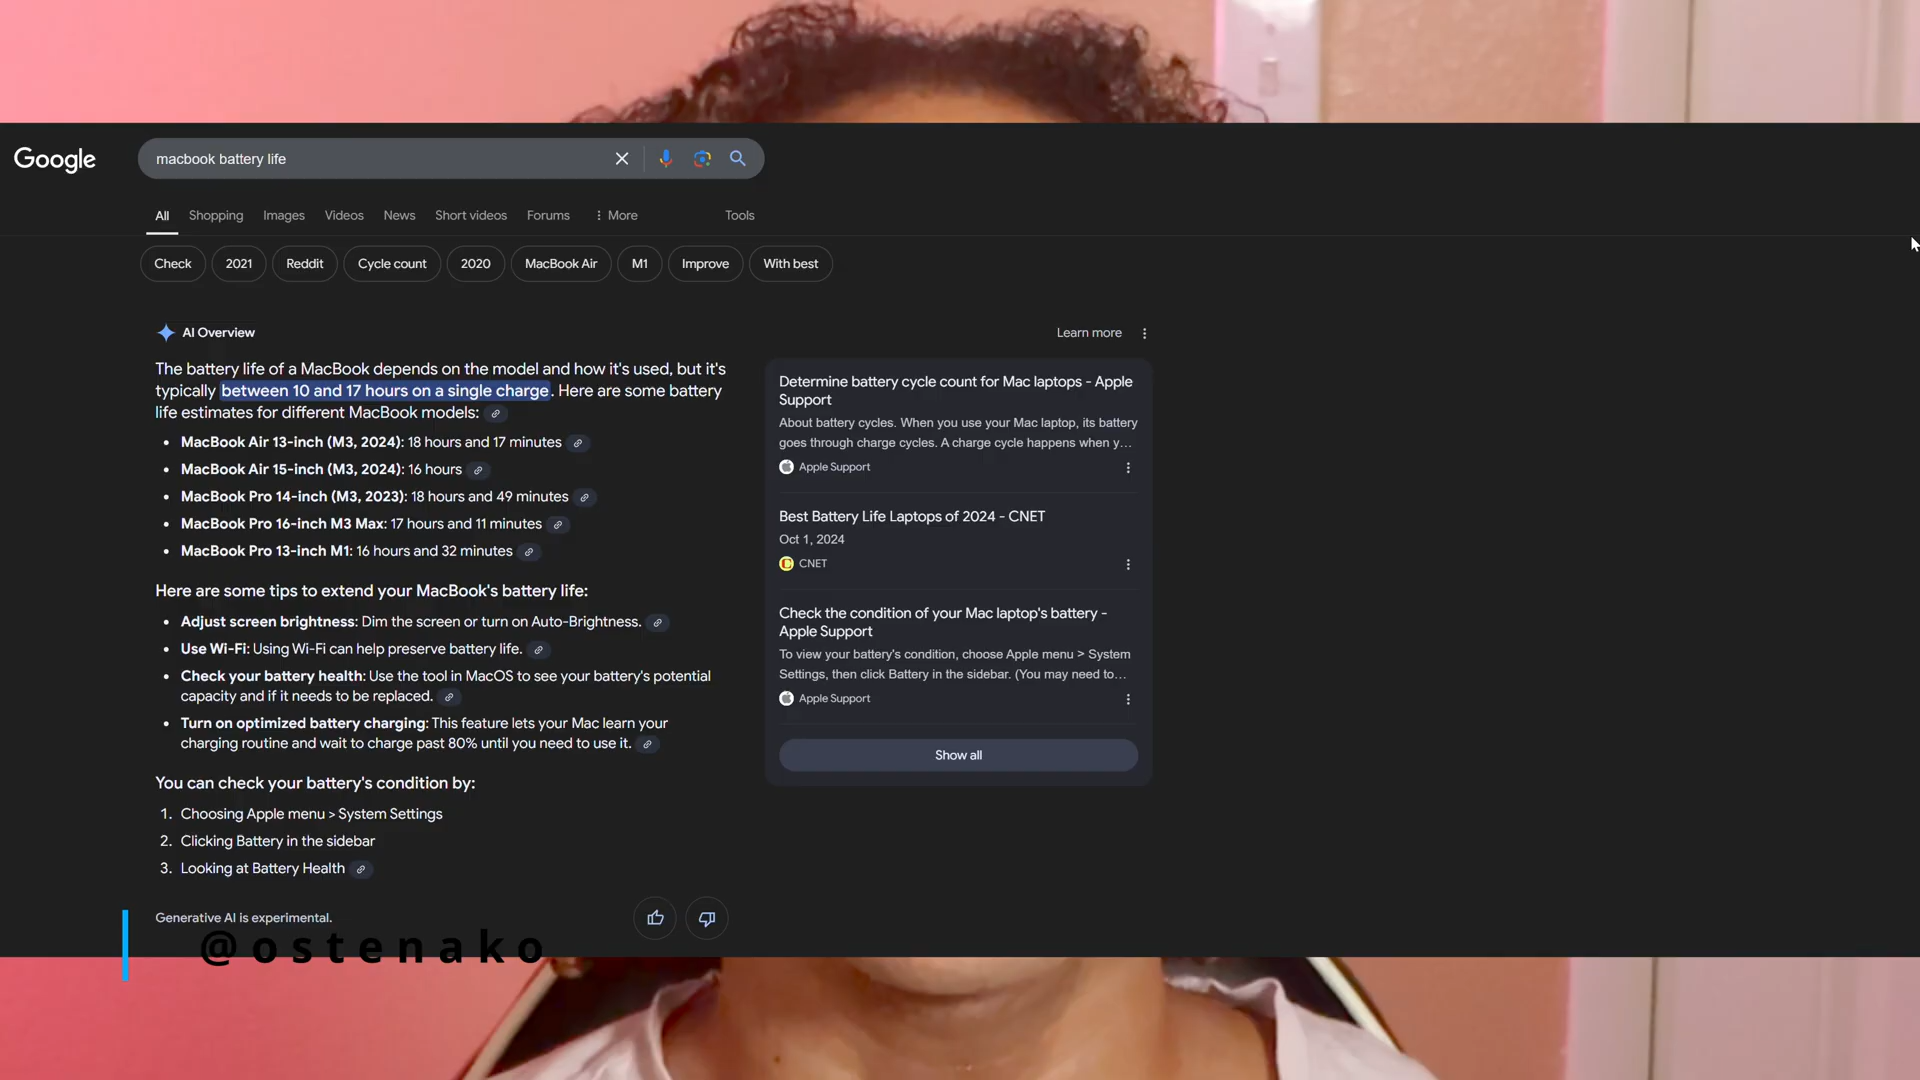 Google
macbook battery life
All Shopping Images Videos News Short videos Forums More Tools
Check 2021 Reddit Cycle count 2020 MacBook Air M1 Improve With best
AI Overview
Learn more
The battery life of a MacBook depends on the model and how it's used, but it's
typically between 10 and 17 hours on a single charge. Here are some battery
life estimates for different MacBook models:
• MacBook Air 13-inch (M3, 2024): 18 hours and 17 minutes
• MacBook Air 15-inch (M3, 2024): 16 hours
• MacBook Pro 14-inch (M3, 2023): 18 hours and 49 minutes
• MacBook Pro 16-inch M3 Max: 17 hours and 11 minutes
• MacBook Pro 13-inch M1: 16 hours and 32 minutes
Here are some tips to extend your MacBook's battery life:
• Adjust screen brightness: Dim the screen or turn on Auto-Brightness.
• Use Wi-Fi: Using Wi-Fi can help preserve battery life.
• Check your battery health: Use the tool in MacOS to see your battery's potential
capacity and if it needs to be replaced.
• Turn on optimized battery charging: This feature lets your Mac learn your
charging routine and wait to charge past 80% until you need to use it.
You can check your battery's condition by:
1. Choosing Apple menu > System Settings
2. Clicking Battery in the sidebar
3. Looking at Battery Health
Generative AI is experimental.
Determine battery cycle count for Mac laptops - Apple
Support
About battery cycles. When you use your Mac laptop, its battery
goes through charge cycles. A charge cycle happens when y...
Apple Support
Best Battery Life Laptops of 2024 - CNET
Oct 1, 2024
CNET
Check the condition of your Mac laptop's battery -
Apple Support
To view your battery's condition, choose Apple menu > System
Settings, then click Battery in the sidebar. (You may need to...
Apple Support
Show all
@ostenako